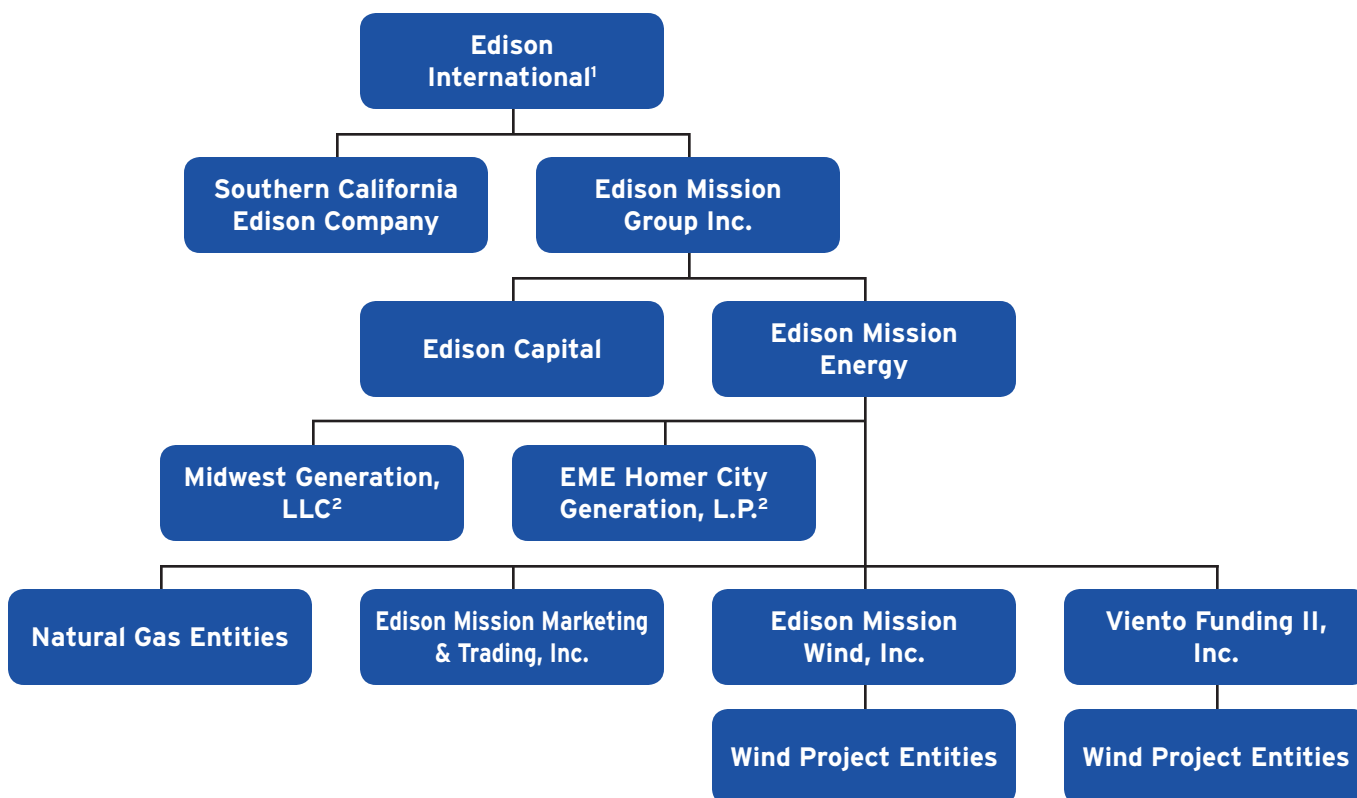 Edison
International¹
Southern California
Edison Company
Edison Mission
Group Inc.
Edison Capital
Edison Mission
Energy
Midwest Generation,
LLC²
EME Homer City
Generation, L.P.²
Natural Gas Entities
Edison Mission Marketing
& Trading, Inc.
Edison Mission
Wind, Inc.
Viento Funding II,
Inc.
Wind Project Entities
Wind Project Entities